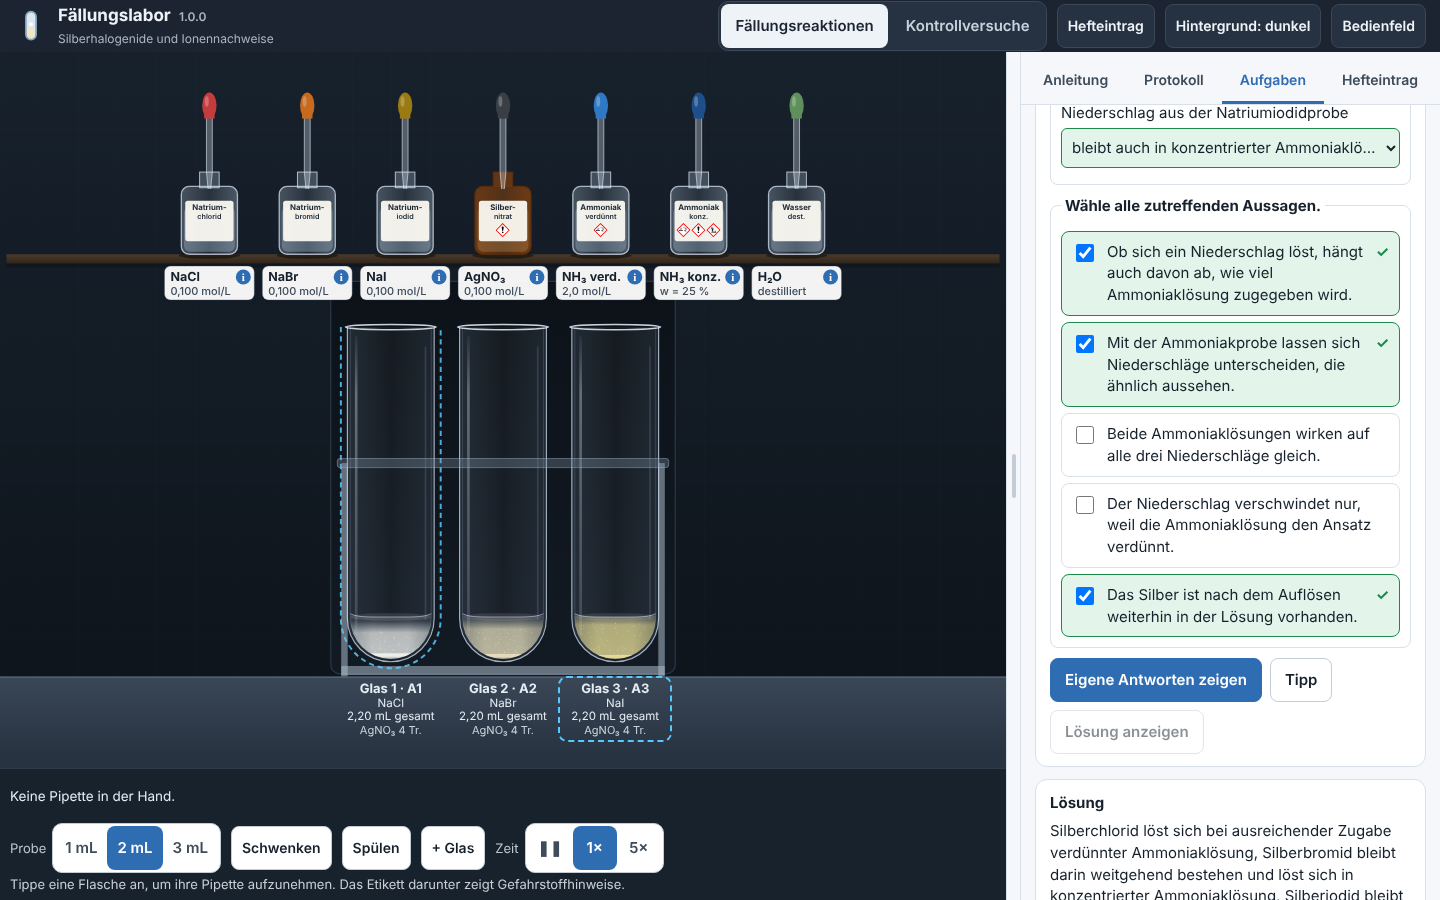 Fällungslabor 1.0.0
Silberhalogenide und Ionennachweise
Fällungsreaktionen
Kontrollversuche
Hefteintrag
Hintergrund: dunkel
Bedienfeld
Anleitung
Protokoll
Aufgaben
Hefteintrag
Natrium-
chlorid
Natrium-
bromid
Natrium-
iodid
Silber-
nitrat
Ammoniak
verdünnt
Ammoniak
konz.
Wasser
dest.
NaCl
0,100 mol/L
NaBr
0,100 mol/L
NaI
0,100 mol/L
AgNO₃
0,100 mol/L
NH₃ verd.
2,0 mol/L
NH₃ konz.
w = 25 %
H₂O
destilliert
Glas 1 · A1
NaCl
2,20 mL gesamt
AgNO₃ 4 Tr.
Glas 2 · A2
NaBr
2,20 mL gesamt
AgNO₃ 4 Tr.
Glas 3 · A3
NaI
2,20 mL gesamt
AgNO₃ 4 Tr.
Keine Pipette in der Hand.
Probe
1 mL
2 mL
3 mL
Schwenken
Spülen
+ Glas
Zeit
1×
5×
Tippe eine Flasche an, um ihre Pipette aufzunehmen. Das Etikett darunter zeigt Gefahrstoffhinweise.
Niederschlag aus der Natriumiodidprobe
bleibt auch in konzentrierter Ammoniaklö...
Wähle alle zutreffenden Aussagen.
Ob sich ein Niederschlag löst, hängt
auch davon ab, wie viel
Ammoniaklösung zugegeben wird.
Mit der Ammoniakprobe lassen sich
Niederschläge unterscheiden, die
ähnlich aussehen.
Beide Ammoniaklösungen wirken auf
alle drei Niederschläge gleich.
Der Niederschlag verschwindet nur,
weil die Ammoniaklösung den Ansatz
verdünnt.
Das Silber ist nach dem Auflösen
weiterhin in der Lösung vorhanden.
Eigene Antworten zeigen
Tipp
Lösung anzeigen
Lösung
Silberchlorid löst sich bei ausreichender Zugabe
verdünnter Ammoniaklösung, Silberbromid bleibt
darin weitgehend bestehen und löst sich in
konzentrierter Ammoniaklösung. Silberiodid bleibt